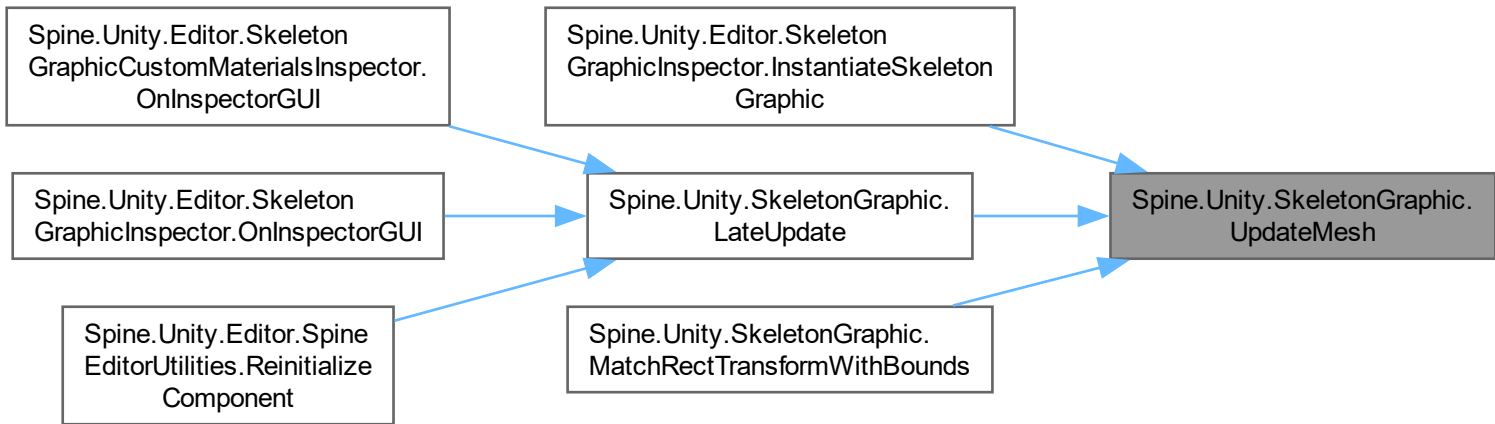 Spine.Unity.Editor.Skeleton
GraphicCustomMaterialsInspector.
OnInspectorGUI
Spine.Unity.Editor.Skeleton
GraphicInspector.OnInspectorGUI
Spine.Unity.Editor.Spine
EditorUtilities.Reinitialize
Component
Spine.Unity.Editor.Skeleton
GraphicInspector.InstantiateSkeleton
Graphic
Spine.Unity.SkeletonGraphic.
LateUpdate
Spine.Unity.SkeletonGraphic.
MatchRectTransformWithBounds
Spine.Unity.SkeletonGraphic.
UpdateMesh